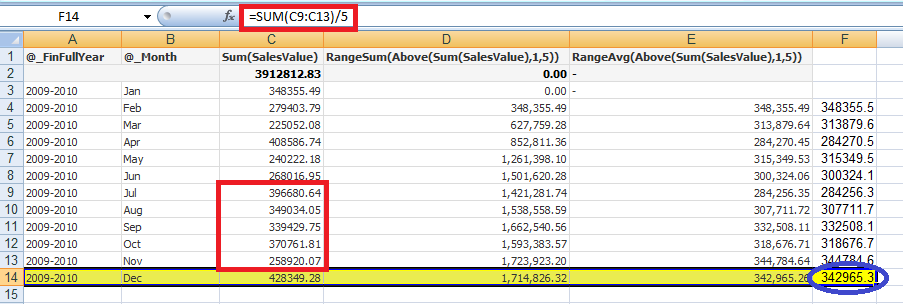 F14 fx =SUM(C9:C13)/5
A B C D E F
1 @_FinFullYear @_Month Sum(SalesValue) RangeSum(Above(Sum(SalesValue),1,5)) RangeAvg(Above(Sum(SalesValue),1,5))
2 3912812.83 0.00 -
3 2009-2010 Jan 348355.49 0.00 -
4 2009-2010 Feb 279403.79 348,355.49 348,355.49 348355.5
5 2009-2010 Mar 225052.08 627,759.28 313,879.64 313879.6
6 2009-2010 Apr 408586.74 852,811.36 284,270.45 284270.5
7 2009-2010 May 240222.18 1,261,398.10 315,349.53 315349.5
8 2009-2010 Jun 268016.95 1,501,620.28 300,324.06 300324.1
9 2009-2010 Jul 396680.64 1,421,281.74 284,256.35 284256.3
10 2009-2010 Aug 349034.05 1,538,558.59 307,711.72 307711.7
11 2009-2010 Sep 339429.75 1,662,540.56 332,508.11 332508.1
12 2009-2010 Oct 370761.81 1,593,383.57 318,676.71 318676.7
13 2009-2010 Nov 258920.07 1,723,923.20 344,784.64 344784.6
14 2009-2010 Dec 428349.28 1,714,826.32 342,965.26 342965.3
15